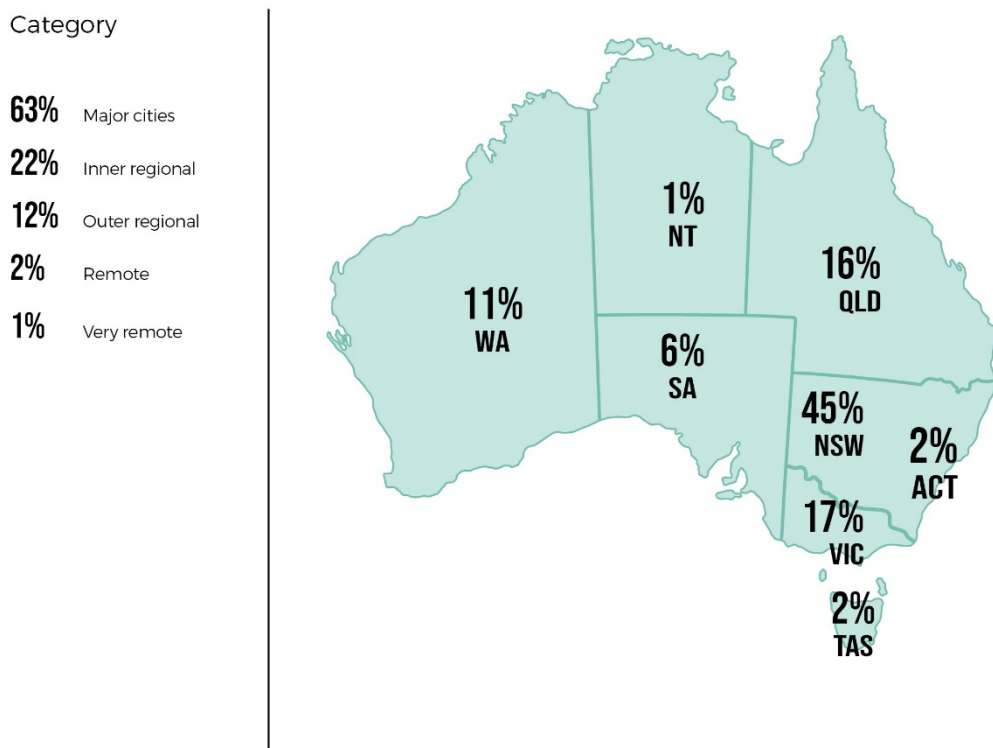 Category
63% Major cities
22% Inner regional
12% Outer regional
2% Remote
1% Very remote
1%
NT
16%
QLD
11%
WA
6%
SA
45%
NSW
2%
ACT
17%
VIC
2%
TAS